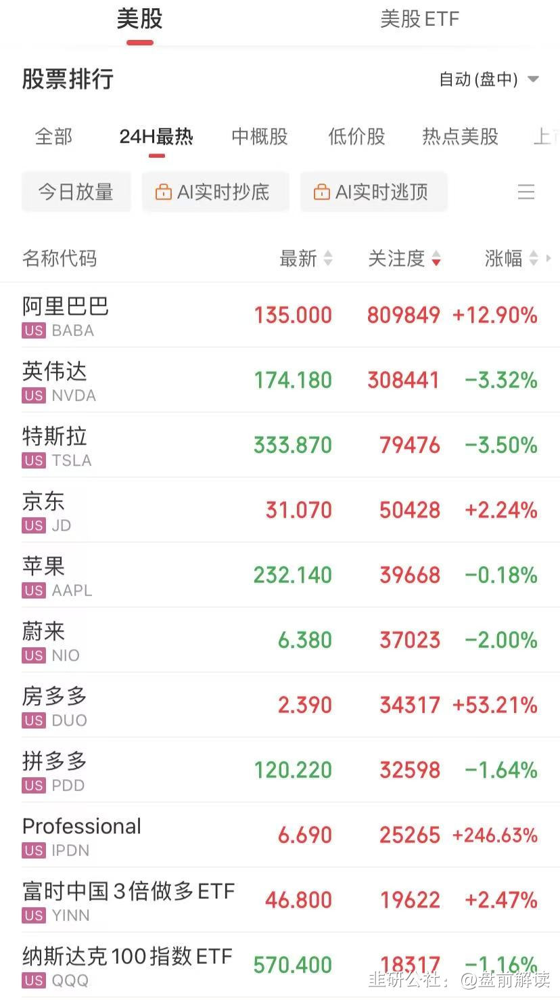 美股 美股ETF
股票排行 自动(盘中)
全部 24H最热 中概股 低价股 热点美股 上市
今日放量 AI实时抄底 AI实时逃顶
名称代码 最新 关注度 涨幅
阿里巴巴 135.000 809849 +12.90%
US BABA
英伟达 174.180 308441 -3.32%
US NVDA
特斯拉 333.870 79476 -3.50%
US TSLA
京东 31.070 50428 +2.24%
US JD
苹果 232.140 39668 -0.18%
US AAPL
蔚来 6.380 37023 -2.00%
US NIO
房多多 2.390 34317 +53.21%
US DUO
拼多多 120.220 32598 -1.64%
US PDD
Professional 6.690 25265 +246.63%
US IPDN
富时中国3倍做多ETF 46.800 19622 +2.47%
US YINN
纳斯达克100指数ETF 570.400 18317 -1.16%
US QQQ
韭研公社：@盘前解读